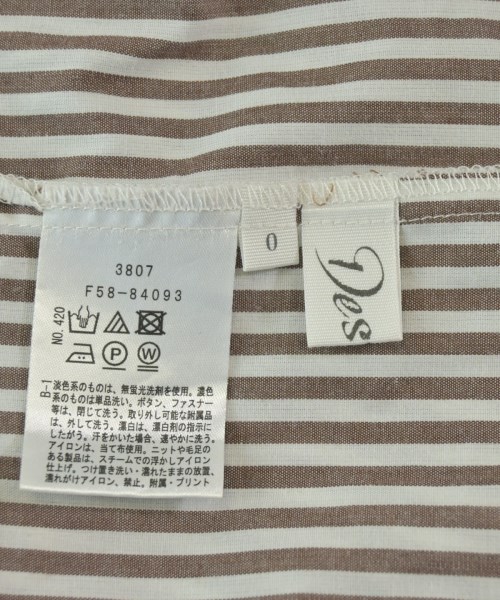 3807
F58-84093
NO.420
B-1
淡色系のものは、無蛍光洗剤を使用。濃色
系のものは単品洗い。ボタン、ファスナー
等は、閉じて洗う。取り外し可能な附属品
は、外して洗う。漂白は、漂白剤の指示に
したがう。汗をかいた場合、速やかに洗う。
アイロンは、当て布使用。ニットや毛足の
ある製品は、スチームでの浮かしアイロン
仕上げ。つけ置き洗い・濡れたままの放置、
濡れがけアイロン、禁止。附属・プリント
P
W
0
Des